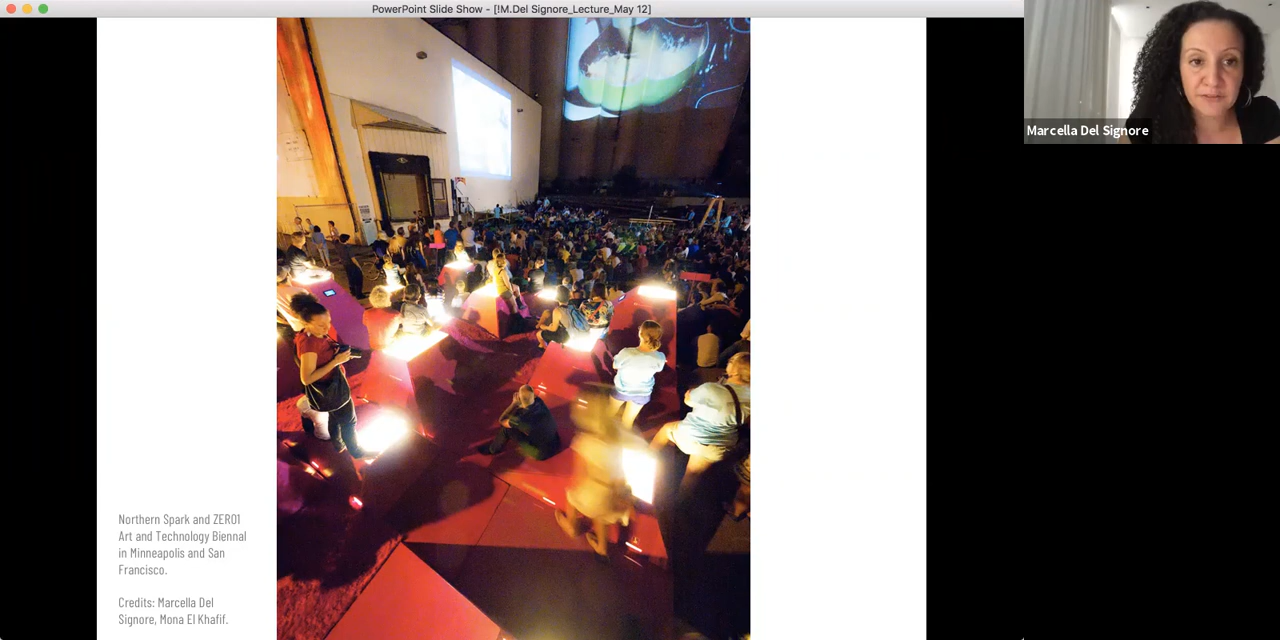 PowerPoint Slide Show - [!M.Del Signore_Lecture_May 12]
Marcella Del Signore
Northern Spark and ZERO1
Art and Technology Biennal
in Minneapolis and San
Francisco.
Credits: Marcella Del
Signore, Mona El Khafif.